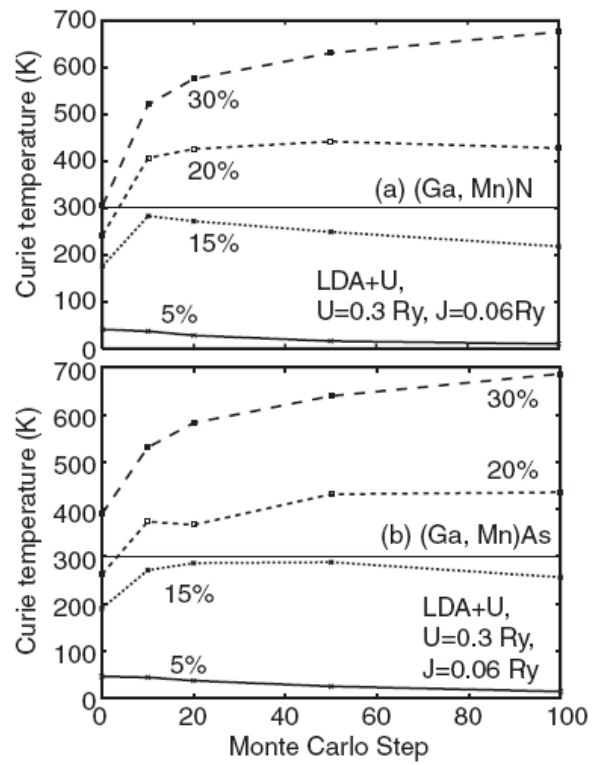 700
600
500
400
300
200
100
0
Curie temperature (K)
30%
20%
(a) (Ga, Mn)N
15%
LDA+U,
U=0.3 Ry, J=0.06Ry
5%
700
600
500
400
300
200
100
0
Curie temperature (K)
30%
20%
(b) (Ga, Mn)As
15%
LDA+U,
U=0.3 Ry,
J=0.06 Ry
5%
0 20 40 60 80 100
Monte Carlo Step